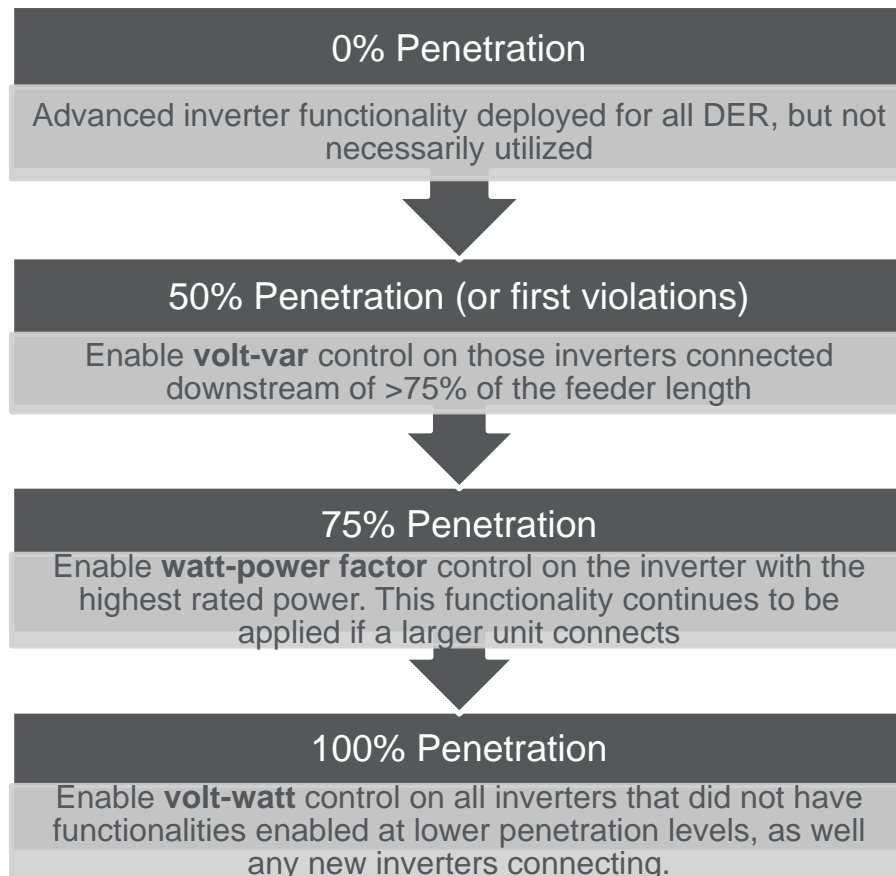 0% Penetration
Advanced inverter functionality deployed for all DER, but not
necessarily utilized
50% Penetration (or first violations)
Enable volt-var control on those inverters connected
downstream of >75% of the feeder length
75% Penetration
Enable watt-power factor control on the inverter with the
highest rated power. This functionality continues to be
applied if a larger unit connects
100% Penetration
Enable volt-watt control on all inverters that did not have
functionalities enabled at lower penetration levels, as well
any new inverters connecting.